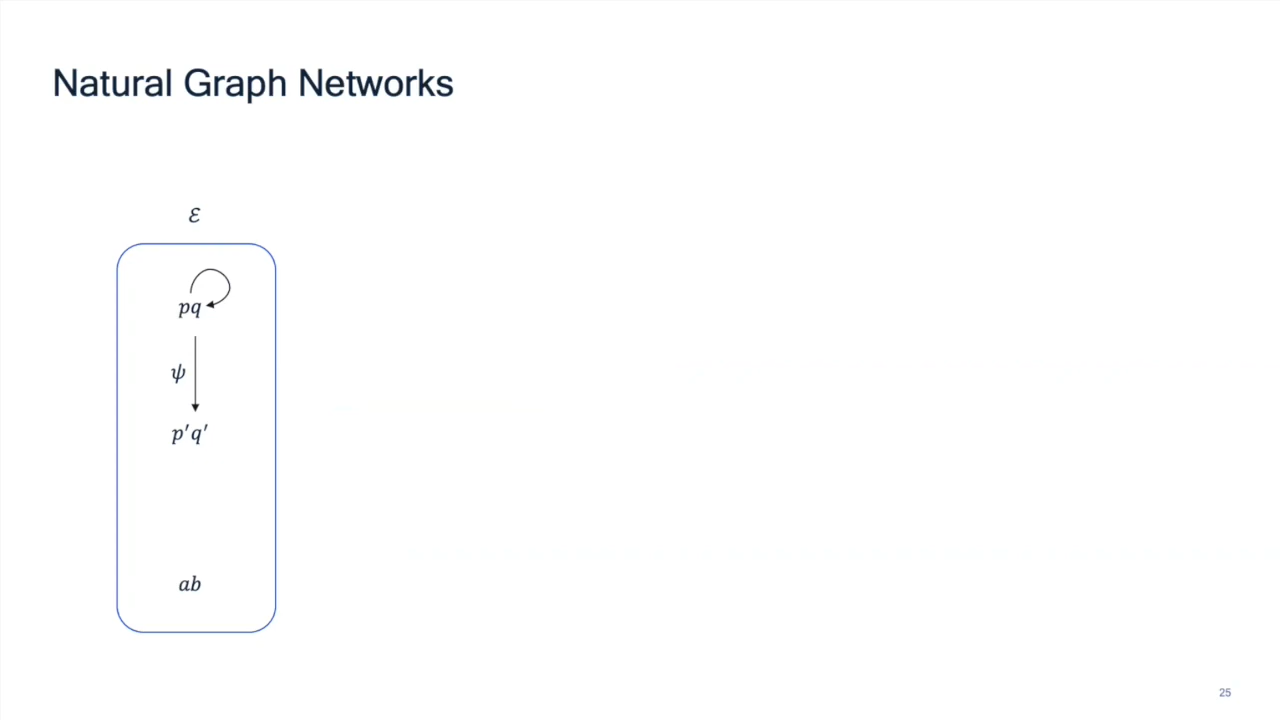 Natural Graph Networks
ℰ
pq
ψ
p′q′
ab
25